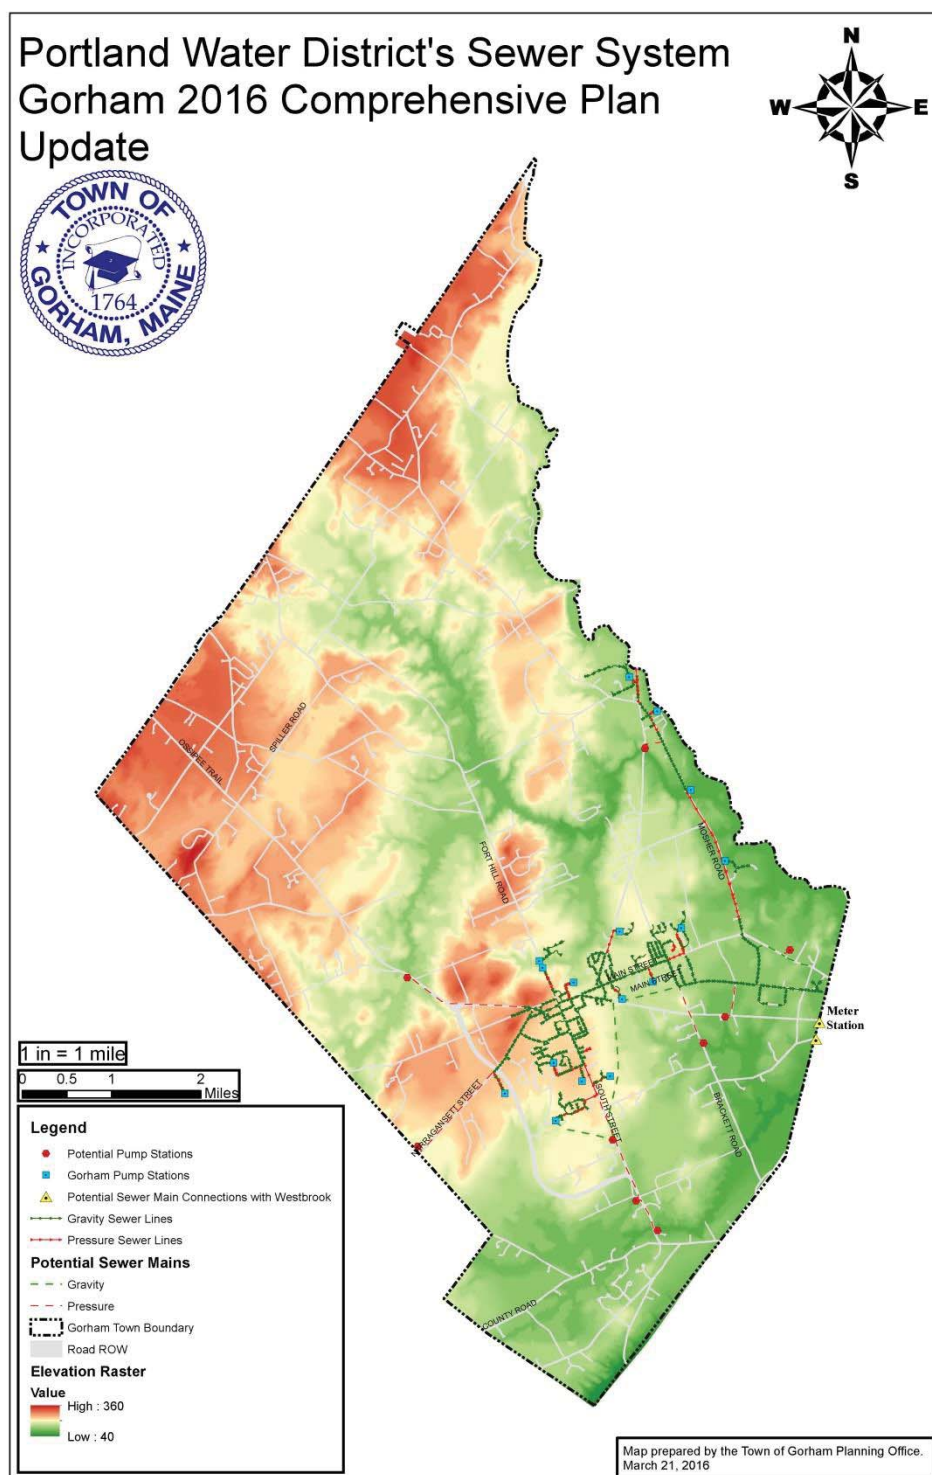 Portland Water District's Sewer System
Gorham 2016 Comprehensive Plan
Update
N
W
E
S
TOWN OF
INCORPORATED
1764
GORHAM, MAINE
SPILLER ROAD
OSSIPEE TRAIL
FORT HILL ROAD
MOSHER ROAD
MAIN STREET
MAIN STREET
Meter
Station
SOUTH STREET
BRACKETT ROAD
NARRAGANSETT STREET
COUNTY ROAD
1 in = 1 mile
0 0.5 1 2
Miles
Legend
Potential Pump Stations
Gorham Pump Stations
Potential Sewer Main Connections with Westbrook
Gravity Sewer Lines
Pressure Sewer Lines
Potential Sewer Mains
Gravity
Pressure
Gorham Town Boundary
Road ROW
Elevation Raster
Value
High : 360
Low : 40
Map prepared by the Town of Gorham Planning Office.
March 21, 2016